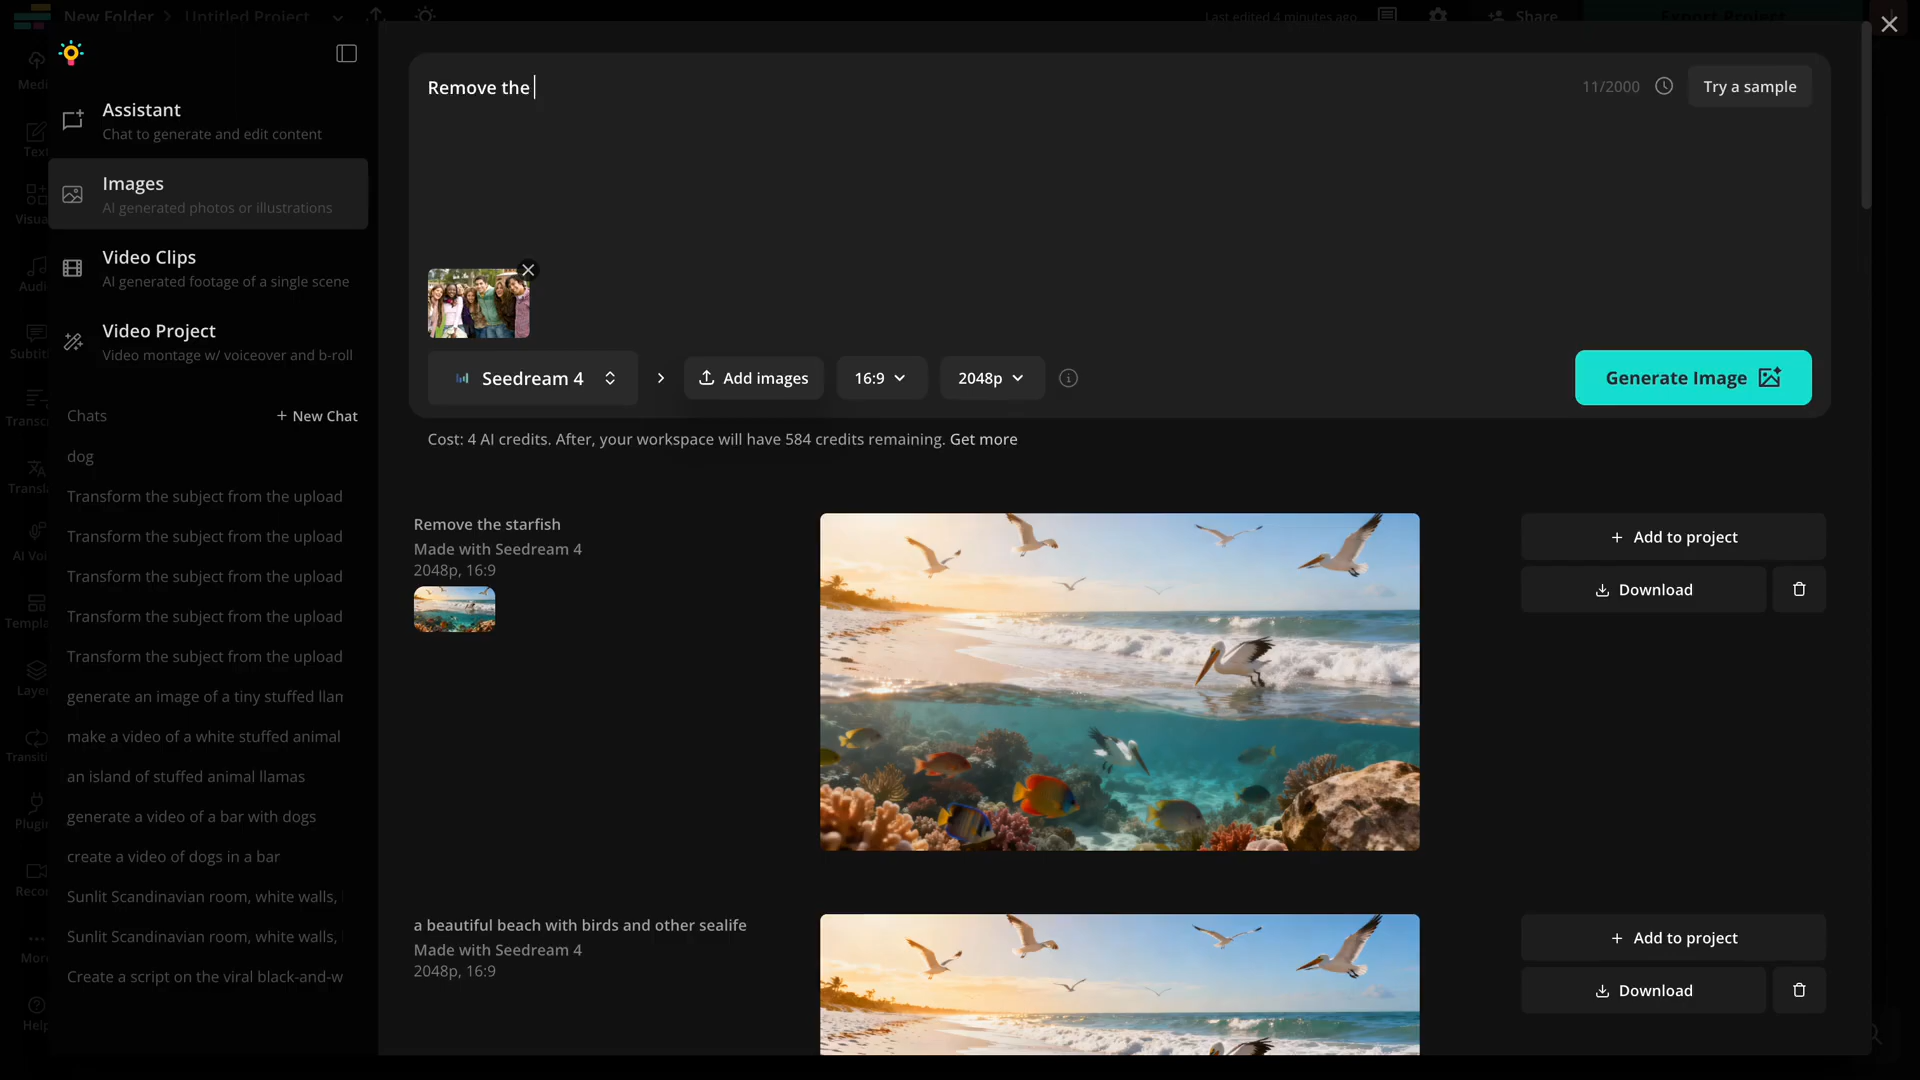 New Folder > Untitled Project
Last edited 4 minutes ago
Share
Export Project
Assistant
Chat to generate and edit content
Images
AI generated photos or illustrations
Video Clips
AI generated footage of a single scene
Video Project
Video montage w/ voiceover and b-roll
Chats
+ New Chat
dog
Transform the subject from the upload
Transform the subject from the upload
Transform the subject from the upload
Transform the subject from the upload
Transform the subject from the upload
generate an image of a tiny stuffed llam
make a video of a white stuffed animal
an island of stuffed animal llamas
generate a video of a bar with dogs
create a video of dogs in a bar
Sunlit Scandinavian room, white walls,
Sunlit Scandinavian room, white walls,
Create a script on the viral black-and-w
Remove the
11/2000
Try a sample
Seedream 4
Add images
16:9
2048p
Generate Image
Cost: 4 AI credits. After, your workspace will have 584 credits remaining. Get more
Remove the starfish
Made with Seedream 4
2048p, 16:9
+ Add to project
Download
a beautiful beach with birds and other sealife
Made with Seedream 4
2048p, 16:9
+ Add to project
Download